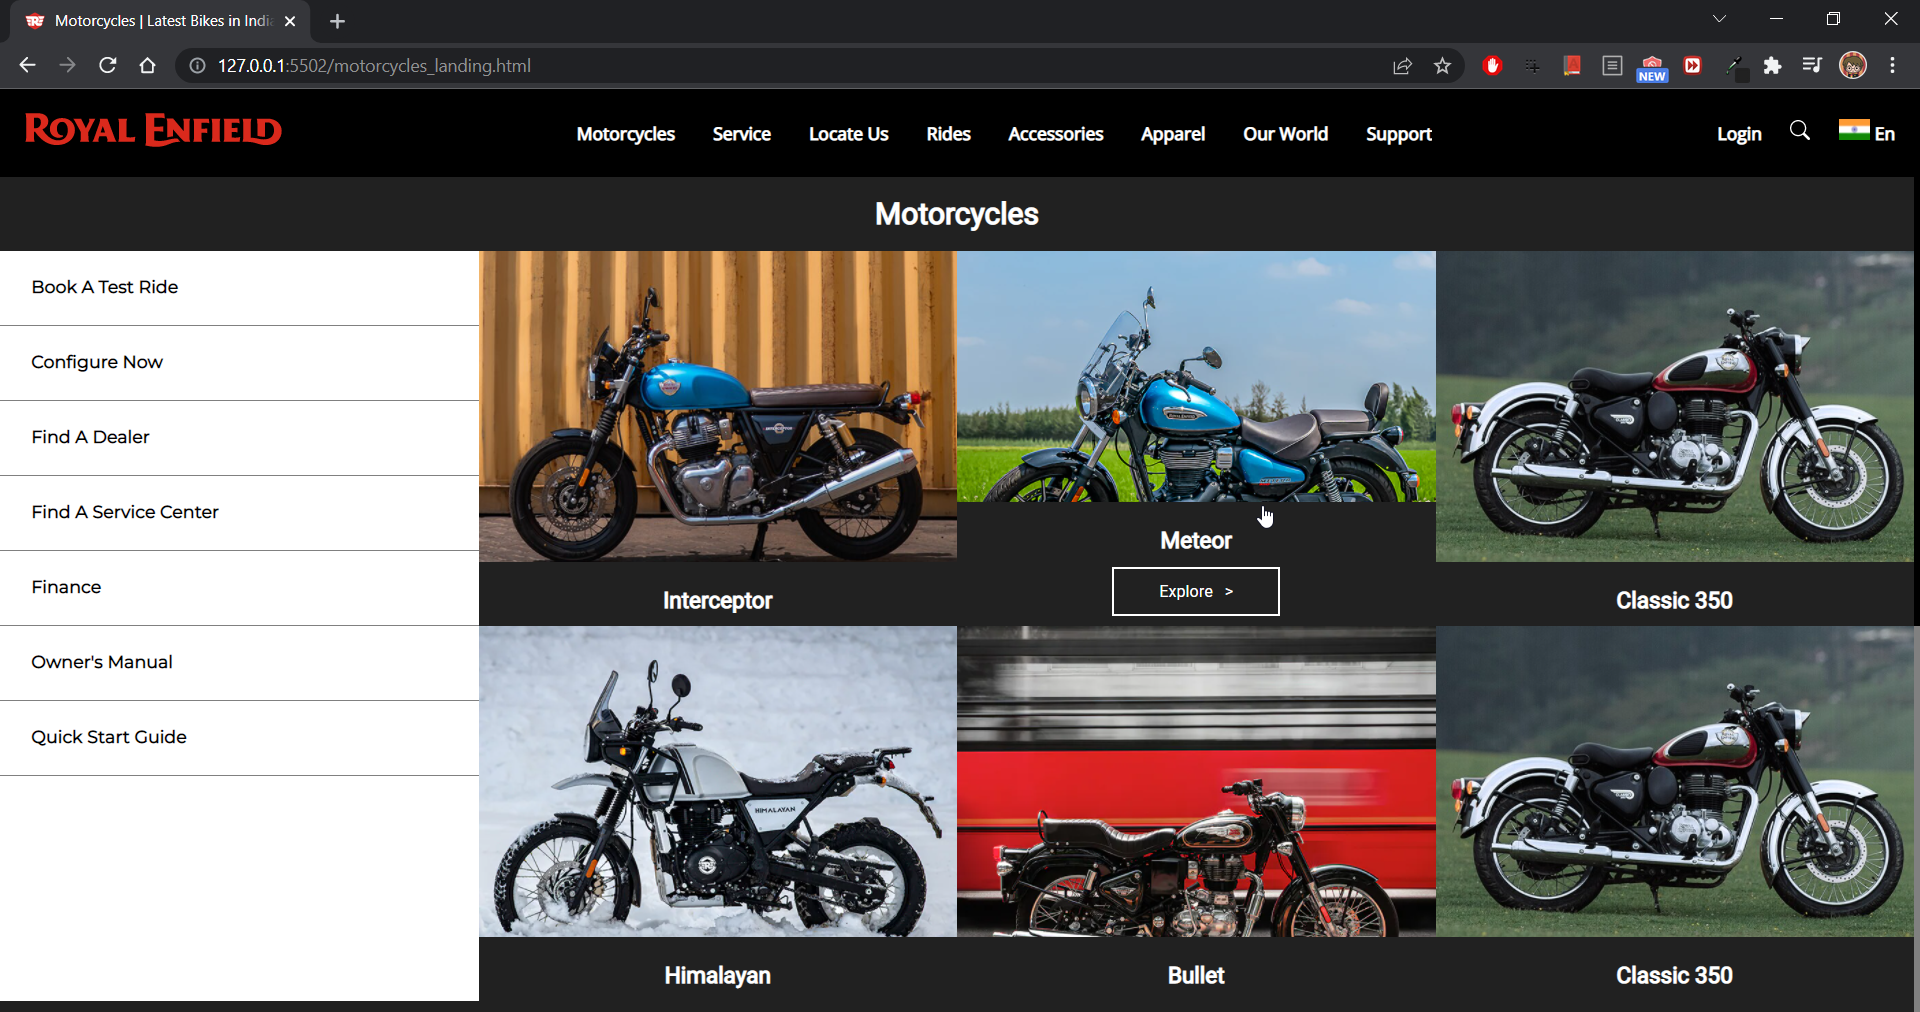 Motorcycles | Latest Bikes in India
127.0.0.1:5502/motorcycles_landing.html
NEW
ROYAL ENFIELD
Motorcycles Service Locate Us Rides Accessories Apparel Our World Support
Login En
Motorcycles
Book A Test Ride
Configure Now
Find A Dealer
Find A Service Center
Finance
Owner's Manual
Quick Start Guide
Interceptor
Meteor
Explore >
Classic 350
HIMALAYAN
Himalayan
Bullet
Classic 350